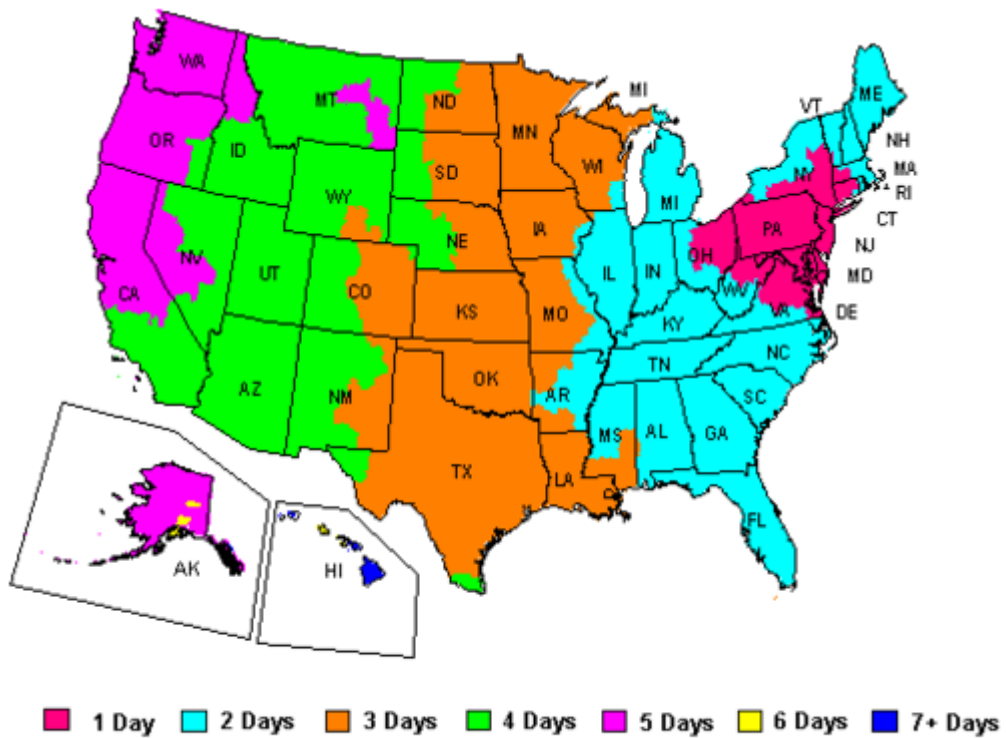 WA
MT
ND
MN
MI
VT
ME
NH
OR
ID
SD
WI
NY
MA
RI
WY
MI
CT
NV
NE
IA
PA
NJ
CA
UT
CO
IL
IN
OH
WV
MD
KS
MO
KY
VA
DE
AZ
NM
OK
AR
TN
NC
SC
TX
LA
MS
AL
GA
FL
AK
HI
1 Day 2 Days 3 Days 4 Days 5 Days 6 Days 7+ Days